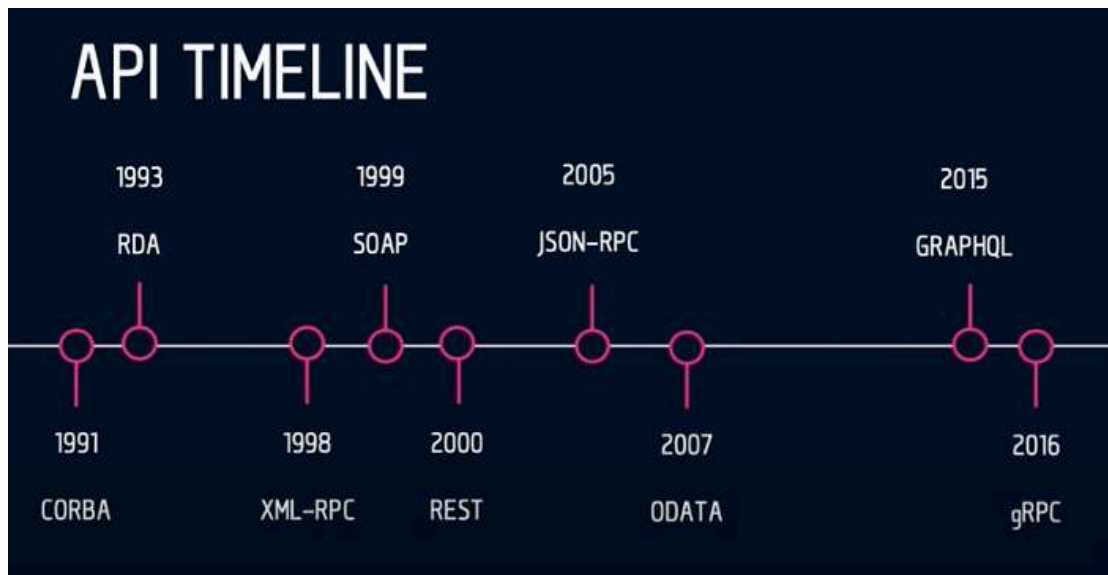 API TIMELINE
1993
1999
2005
2015
RDA
SOAP
JSON-RPC
GRAPHQL
1991
1998
2000
2007
2016
CORBA
XML-RPC
REST
ODATA
gRPC